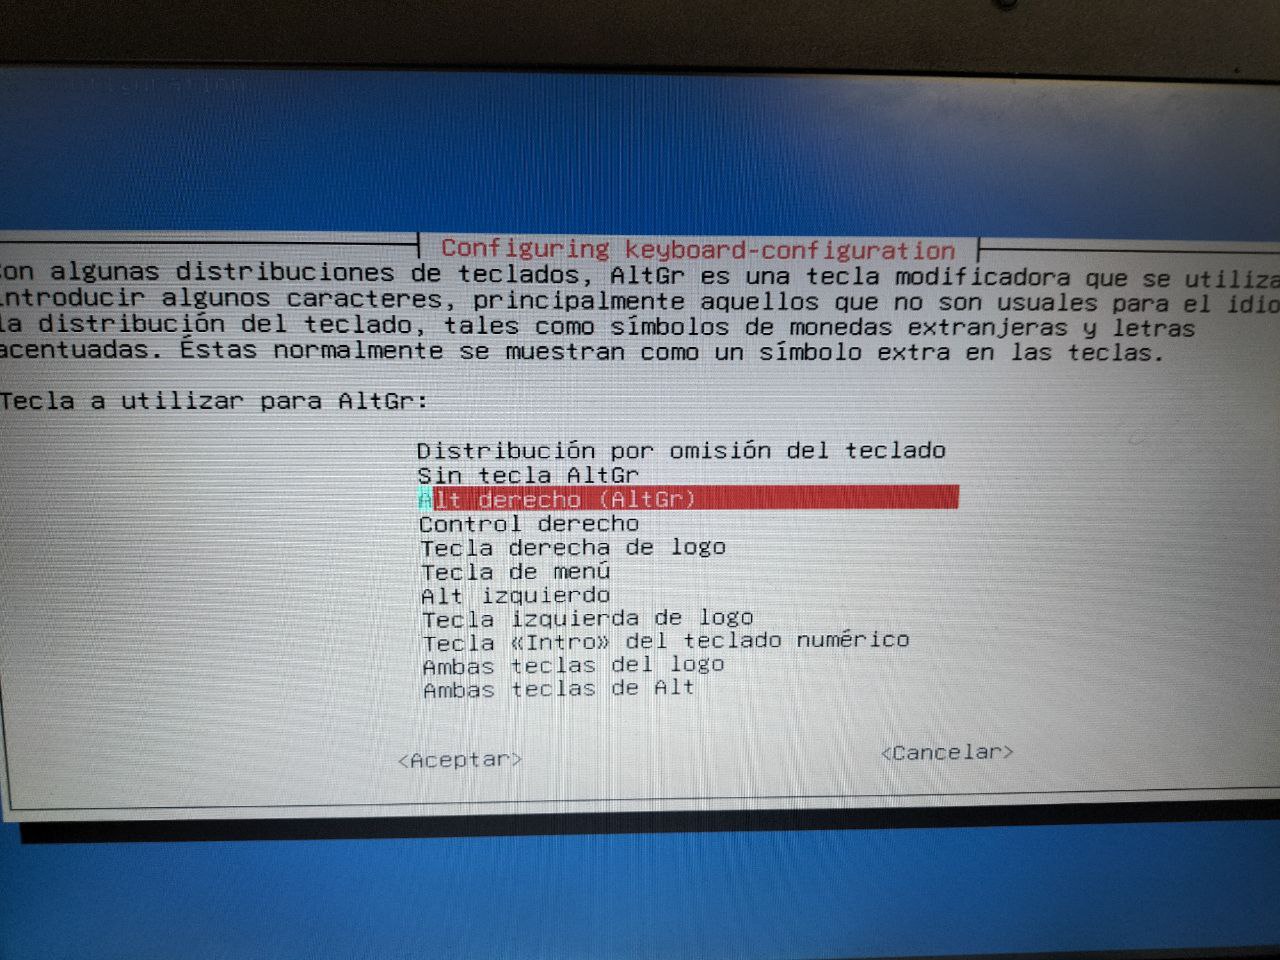 Configuring keyboard-configuration
Con algunas distribuciones de teclados, AltGr es una tecla modificadora que se utiliza
introducir algunos caracteres, principalmente aquellos que no son usuales para el idio
la distribución del teclado, tales como símbolos de monedas extranjeras y letras
acentuadas. Éstas normalmente se muestran como un símbolo extra en las teclas.
Tecla a utilizar para AltGr:
Distribución por omisión del teclado
Sin tecla AltGr
Alt derecho (AltGr)
Control derecho
Tecla derecha de logo
Tecla de menú
Alt izquierdo
Tecla izquierda de logo
Tecla «Intro» del teclado numérico
Ambas teclas del logo
Ambas teclas de Alt
<Aceptar>
<Cancelar>